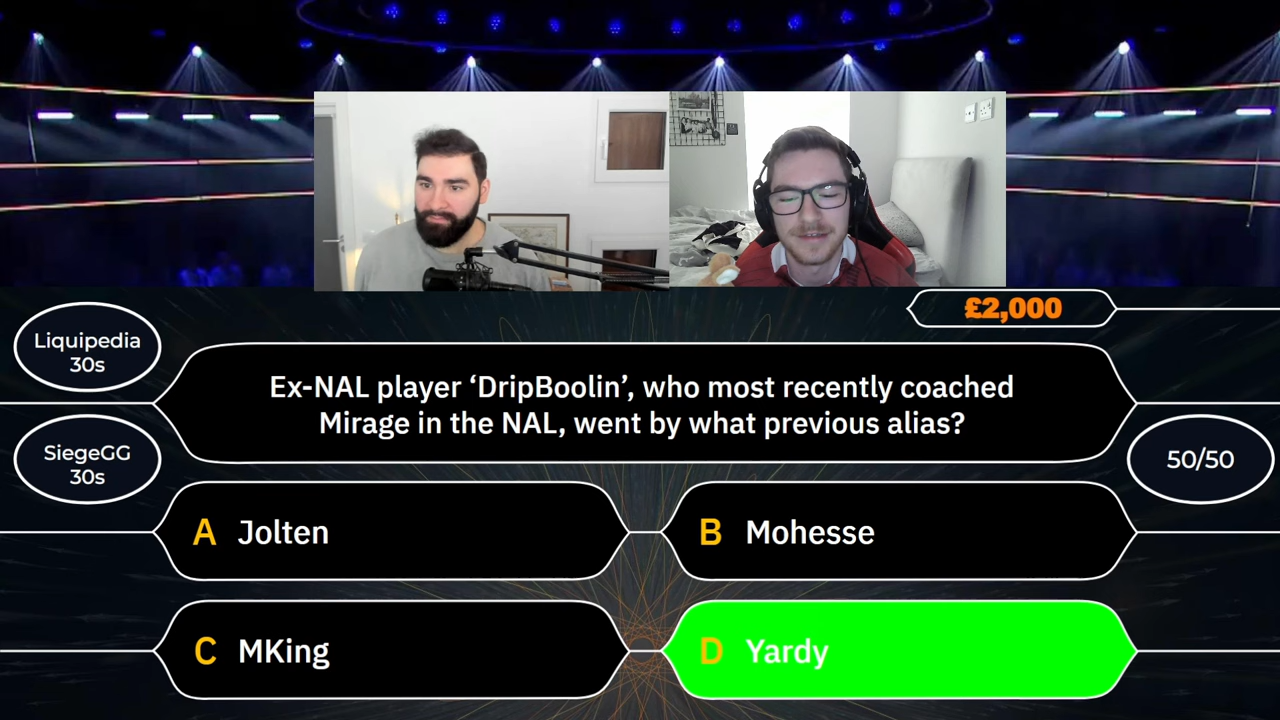 £2,000
Liquipedia
30s
Ex-NAL player ‘DripBoolin’, who most recently coached
Mirage in the NAL, went by what previous alias?
SiegeGG
30s
50/50
A Jolten
B Mohesse
C MKing
D Yardy